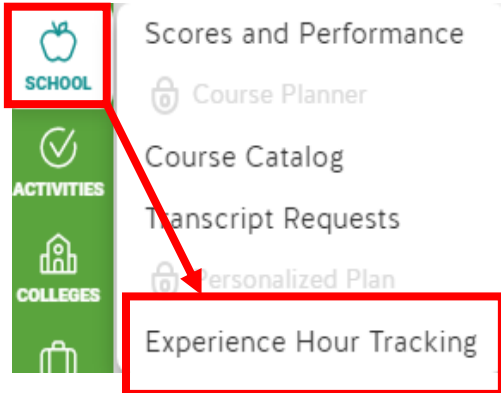 SCHOOL
ACTIVITIES
COLLEGES
Scores and Performance
Course Planner
Course Catalog
Transcript Requests
Personalized Plan
Experience Hour Tracking